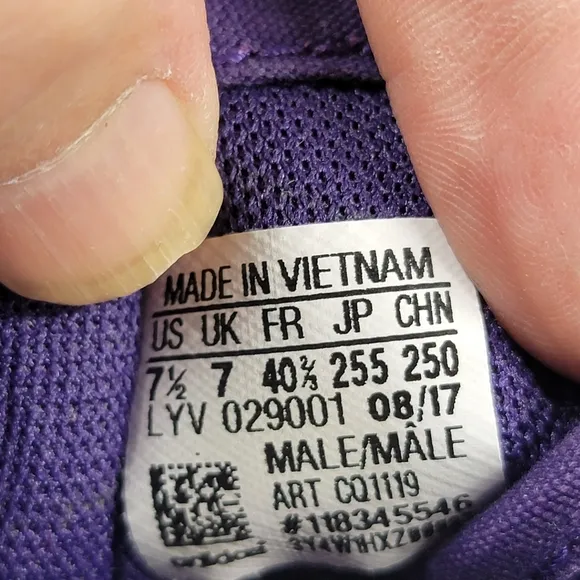 MADE IN VIETNAM
US UK FR JP CHN
7½ 7 40⅔ 255 250
LYV 029001 08/17
MALE/MÂLE
ART CQ1119
#118345546